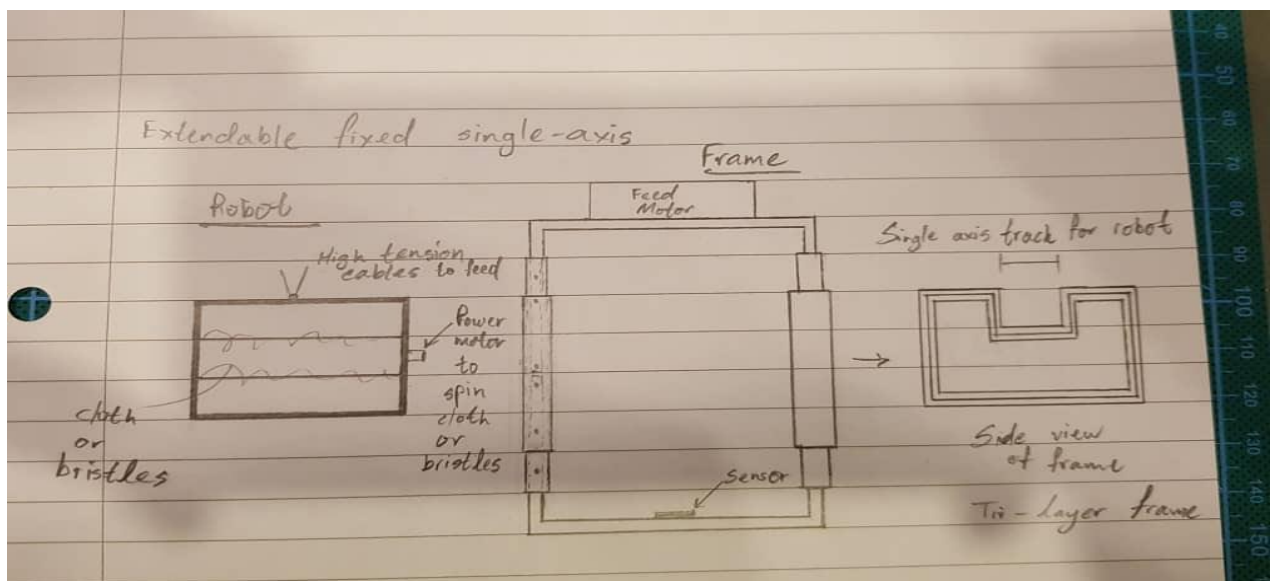 Extendable fixed single-axis
Frame
Feed
Motor
Robot
High tension
cables to feed
Single axis track for robot
Power
motor
to
spin
cloth
or
bristles
cloth
or
bristles
Sensor
Side view
of frame
Tri-layer frame
40
50
60
70
80
90
100
110
120
130
140
150